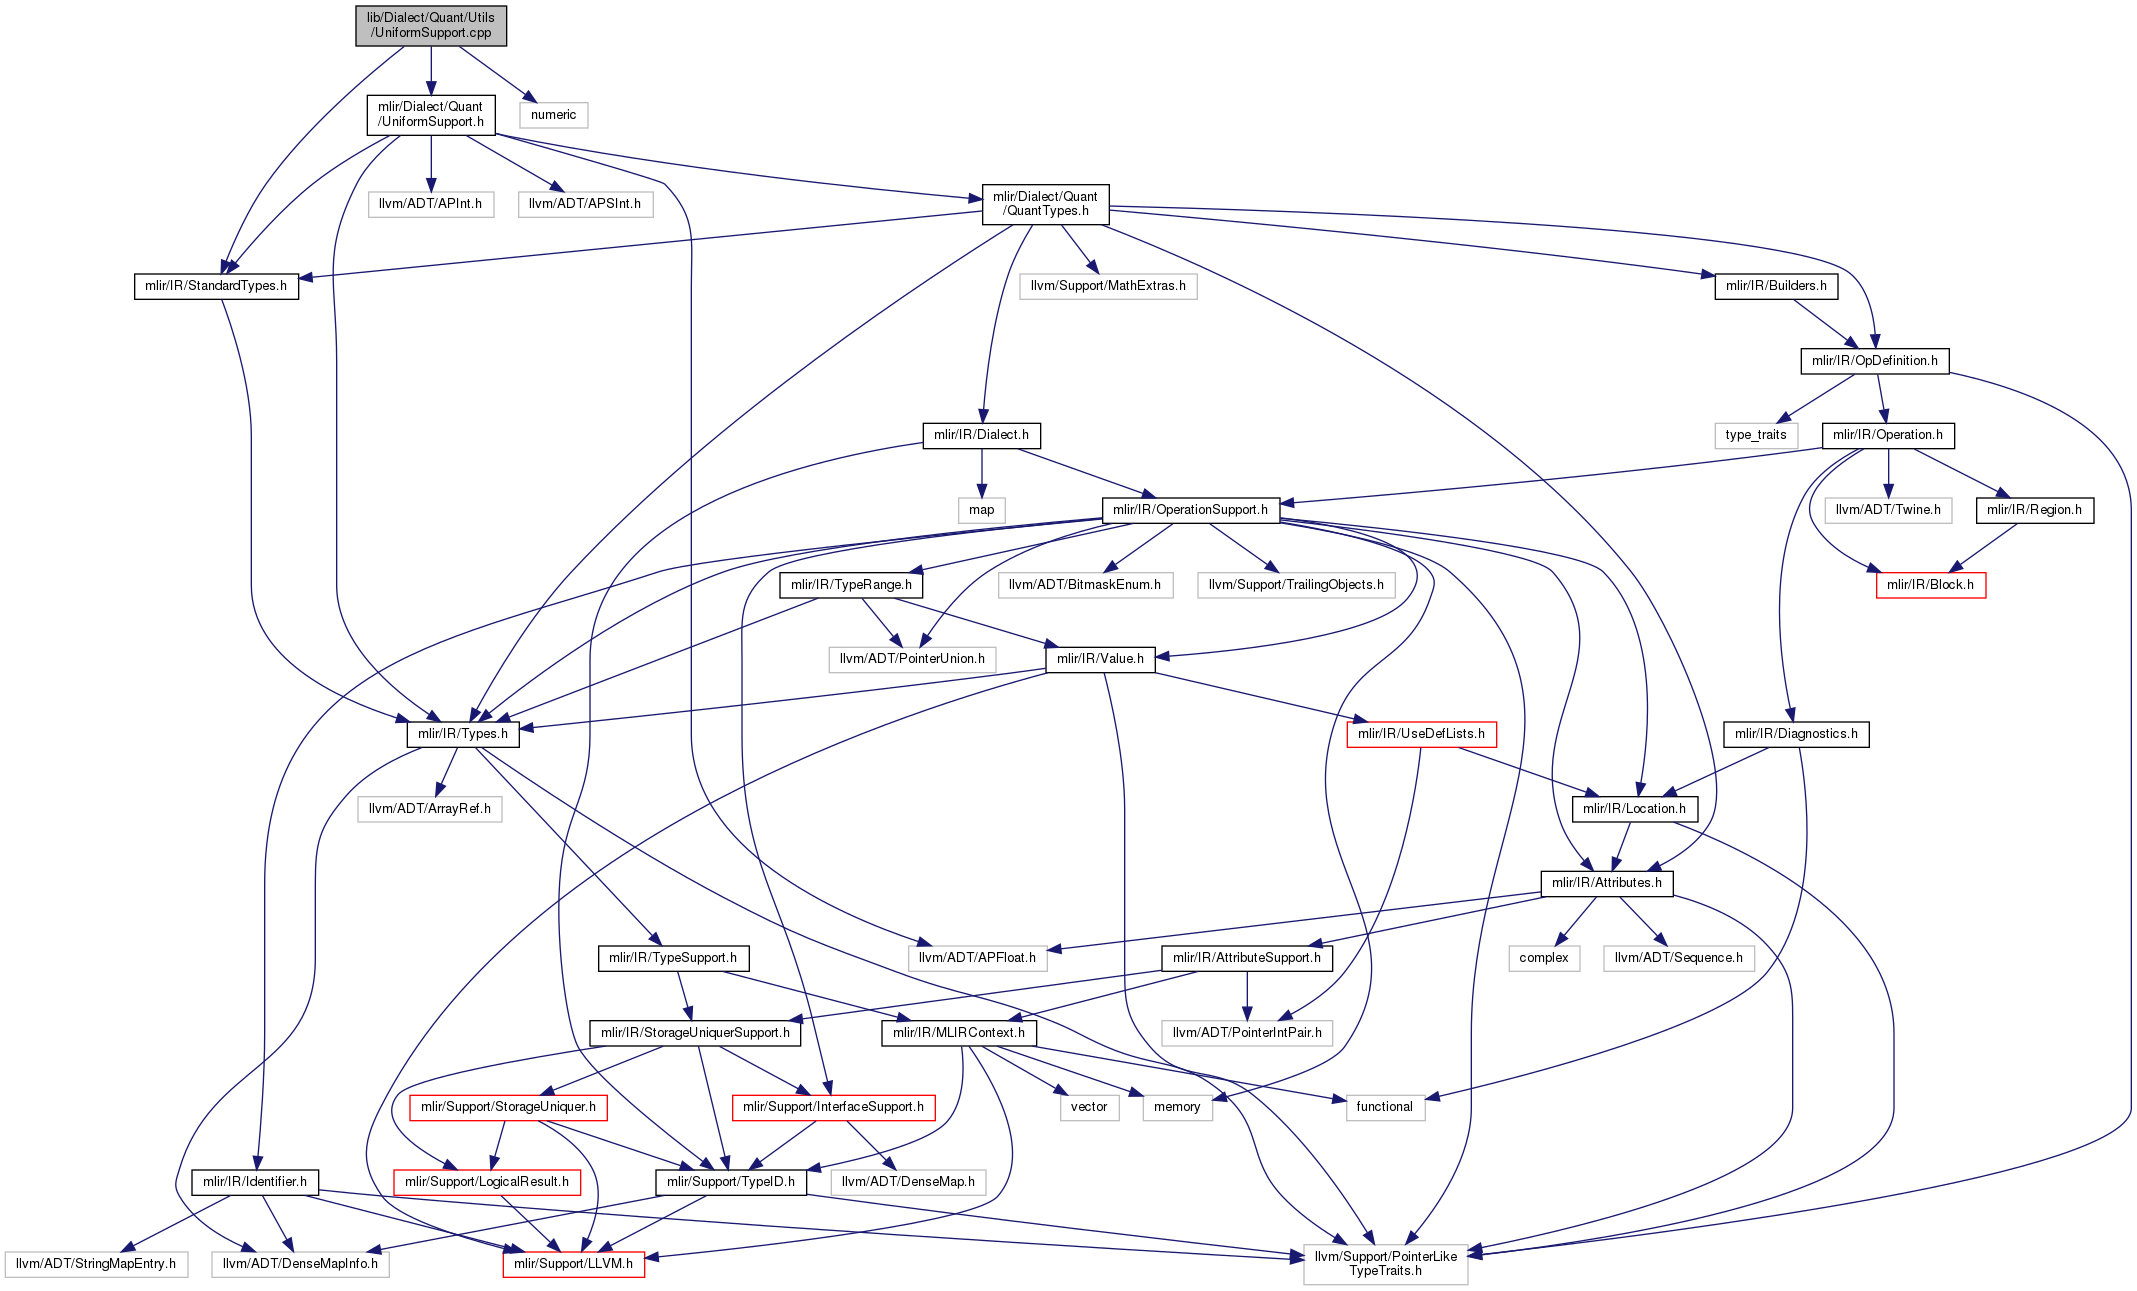 lib/Dialect/Quant/Utils
/UniformSupport.cpp
mlir/Dialect/Quant
/UniformSupport.h
numeric
llvm/ADT/APInt.h
llvm/ADT/APSInt.h
mlir/Dialect/Quant
/QuantTypes.h
mlir/IR/StandardTypes.h
llvm/Support/MathExtras.h
mlir/IR/Builders.h
mlir/IR/OpDefinition.h
mlir/IR/Dialect.h
type_traits
mlir/IR/Operation.h
map
mlir/IR/OperationSupport.h
llvm/ADT/Twine.h
mlir/IR/Region.h
mlir/IR/TypeRange.h
llvm/ADT/BitmaskEnum.h
llvm/Support/TrailingObjects.h
mlir/IR/Block.h
llvm/ADT/PointerUnion.h
mlir/IR/Value.h
mlir/IR/Types.h
mlir/IR/UseDefLists.h
mlir/IR/Diagnostics.h
llvm/ADT/ArrayRef.h
mlir/IR/Location.h
mlir/IR/Attributes.h
mlir/IR/TypeSupport.h
llvm/ADT/APFloat.h
mlir/IR/AttributeSupport.h
complex
llvm/ADT/Sequence.h
mlir/IR/StorageUniquerSupport.h
mlir/IR/MLIRContext.h
llvm/ADT/PointerIntPair.h
mlir/Support/StorageUniquer.h
mlir/Support/InterfaceSupport.h
vector
memory
functional
mlir/IR/Identifier.h
mlir/Support/LogicalResult.h
mlir/Support/TypeID.h
llvm/ADT/DenseMap.h
llvm/ADT/StringMapEntry.h
llvm/ADT/DenseMapInfo.h
mlir/Support/LLVM.h
llvm/Support/PointerLike
TypeTraits.h